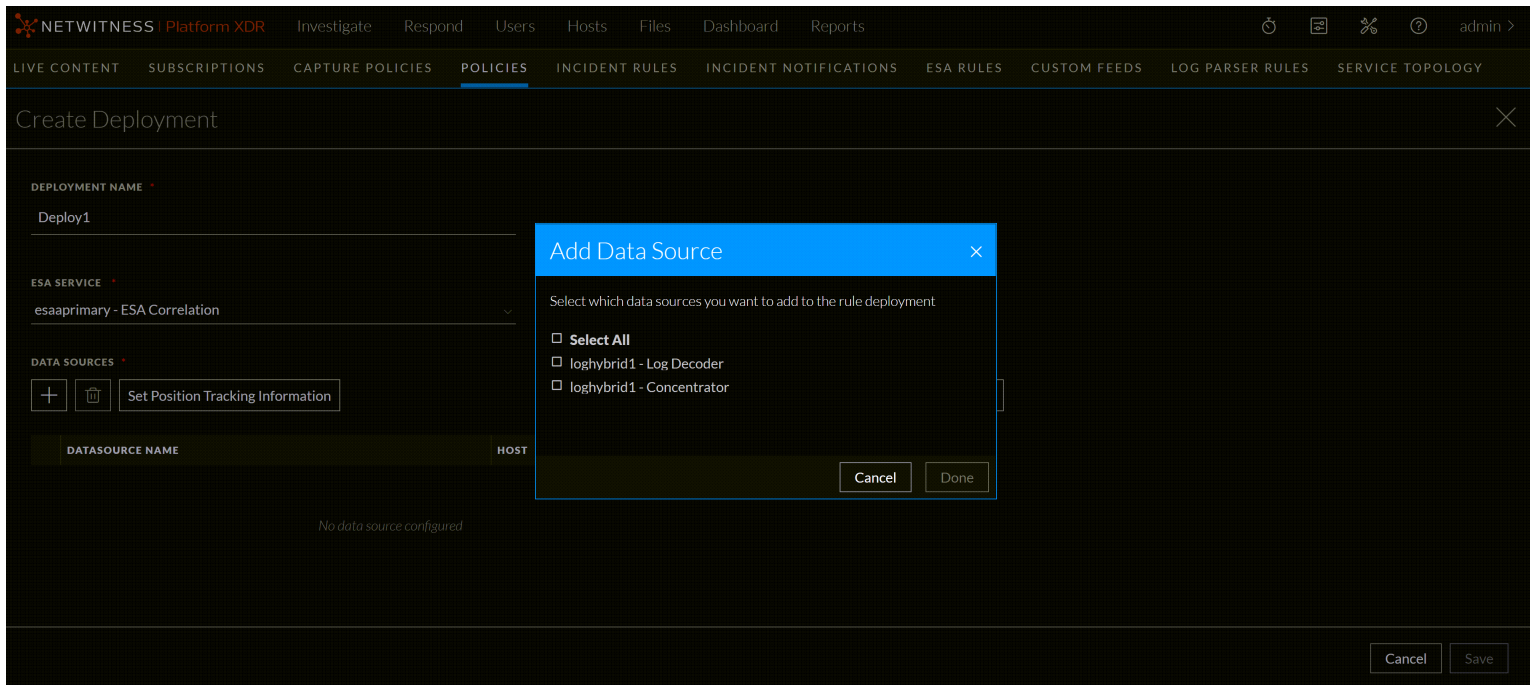 NETWITNESS | Platform XDR Investigate Respond Users Hosts Files Dashboard Reports admin >
LIVE CONTENT SUBSCRIPTIONS CAPTURE POLICIES POLICIES INCIDENT RULES INCIDENT NOTIFICATIONS ESA RULES CUSTOM FEEDS LOG PARSER RULES SERVICE TOPOLOGY
Create Deployment
DEPLOYMENT NAME *
Deploy1
ESA SERVICE *
esaaprimary - ESA Correlation
DATA SOURCES *
Set Position Tracking Information
DATASOURCE NAME HOST
No data source configured
Add Data Source
Select which data sources you want to add to the rule deployment
Select All
loghybrid1 - Log Decoder
loghybrid1 - Concentrator
Cancel Done
Cancel Save